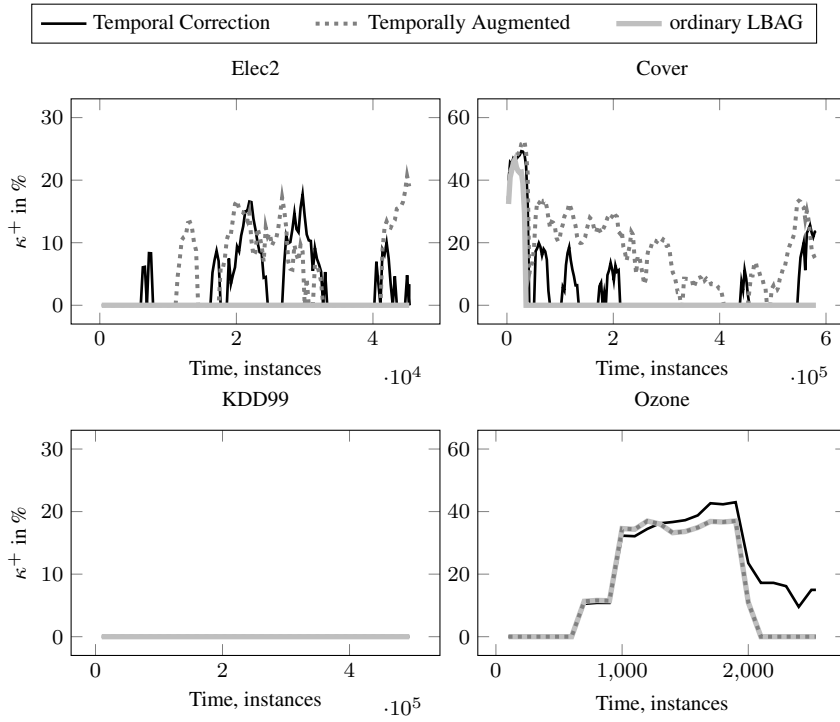 Temporal Correction Temporally Augmented ordinary LBAG
Elec2 Cover
30 60
20 40
10 20
0 0
κ+ in %
0 2 4 0 2 4 6
Time, instances Time, instances
·10^4 ·10^5
KDD99 Ozone
30 60
20 40
10 20
0 0
κ+ in %
0 2 4 0 1,000 2,000
Time, instances Time, instances
·10^5